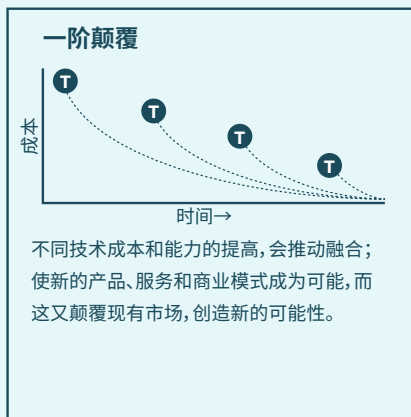 一阶颠覆
T
T
T
T
成本
时间→
不同技术成本和能力的提高，会推动融合；
使新的产品、服务和商业模式成为可能，而
这又颠覆现有市场，创造新的可能性。